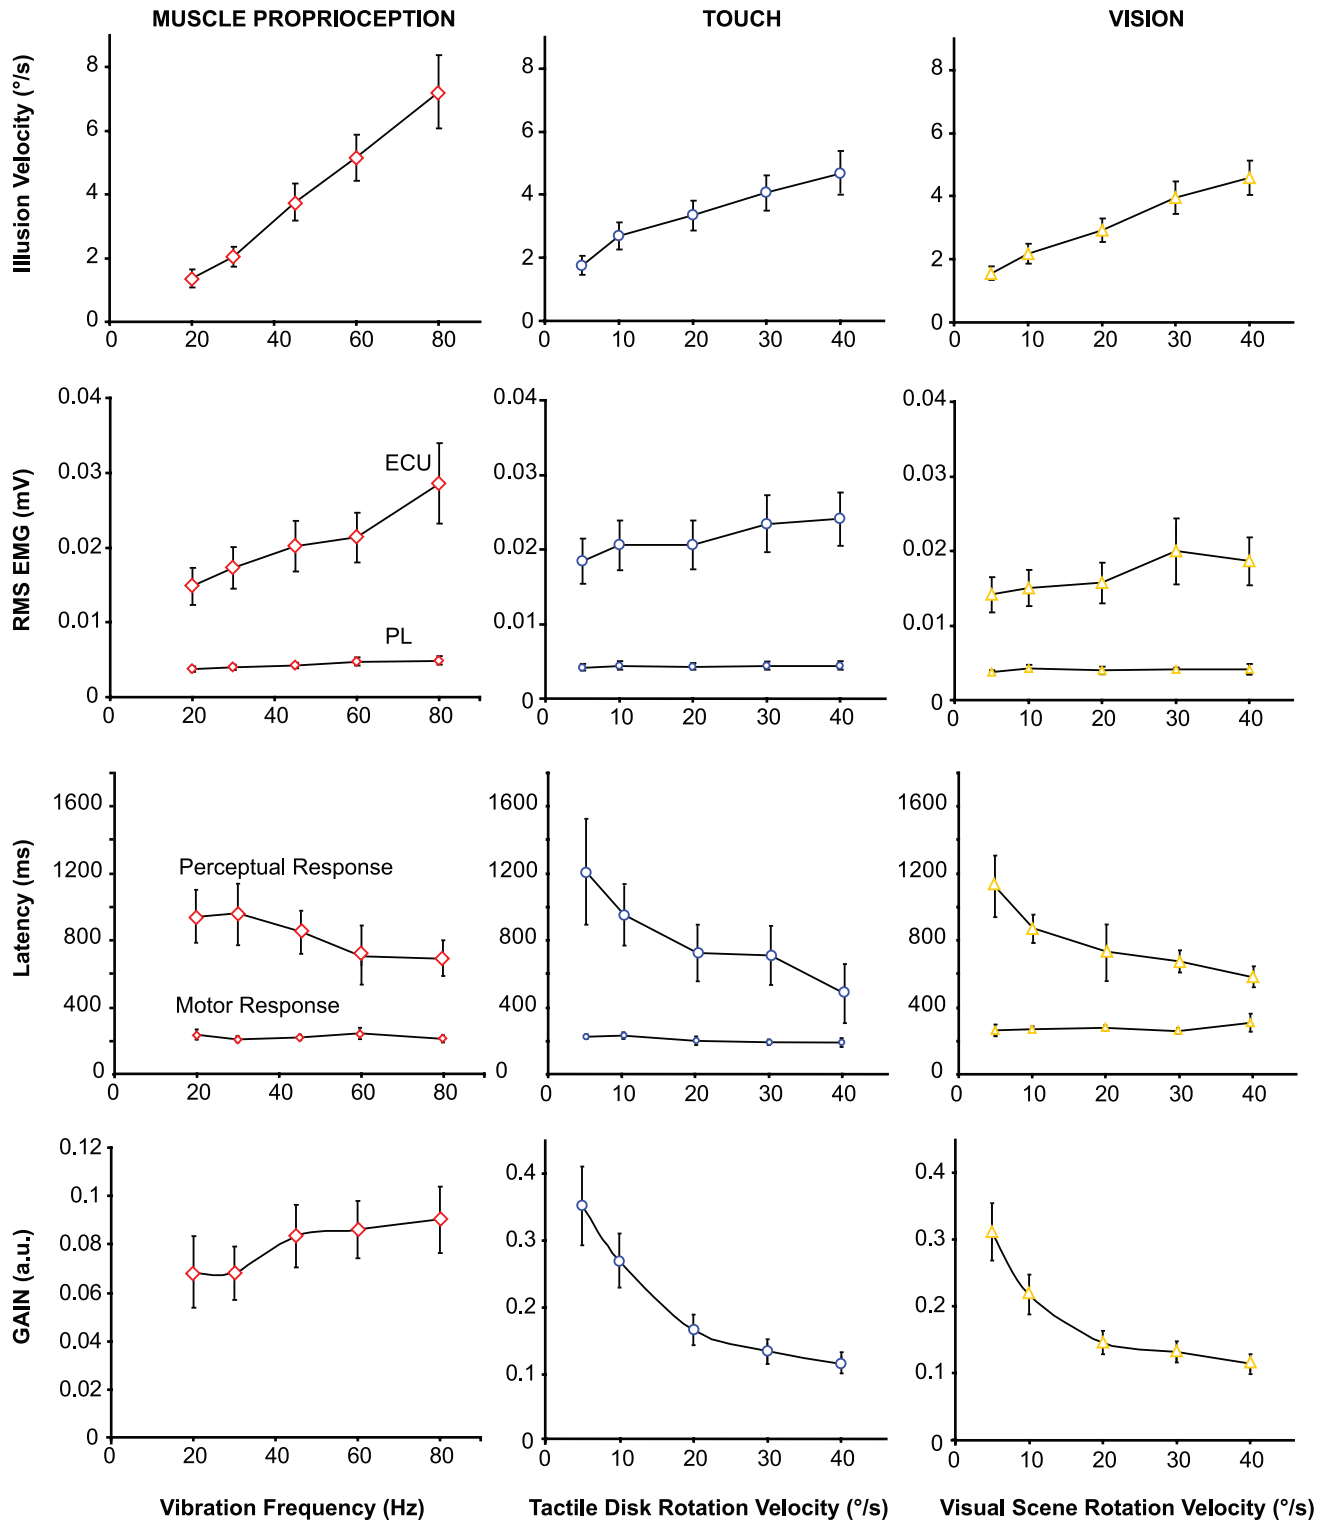 MUSCLE PROPRIOCEPTION TOUCH VISION
Illusion Velocity (°/s)
8 8 8
6 6 6
4 4 4
2 2 2
0 0 0
0 20 40 60 80 0 10 20 30 40 0 10 20 30 40
RMS EMG (mV)
0.04 0.04 0.04
ECU
0.03 0.03 0.03
0.02 0.02 0.02
0.01 0.01 0.01
PL
0 0 0
0 20 40 60 80 0 10 20 30 40 0 10 20 30 40
Latency (ms)
1600 1600 1600
1200 1200 1200
Perceptual Response
800 800 800
Motor Response
400 400 400
0 0 0
0 20 40 60 80 0 10 20 30 40 0 10 20 30 40
GAIN (a.u.)
0.12 0.4 0.4
0.1 0.3 0.3
0.08 0.2 0.2
0.06 0.1 0.1
0.04
0.02
0 0 0
0 20 40 60 80 0 10 20 30 40 0 10 20 30 40
Vibration Frequency (Hz) Tactile Disk Rotation Velocity (°/s) Visual Scene Rotation Velocity (°/s)